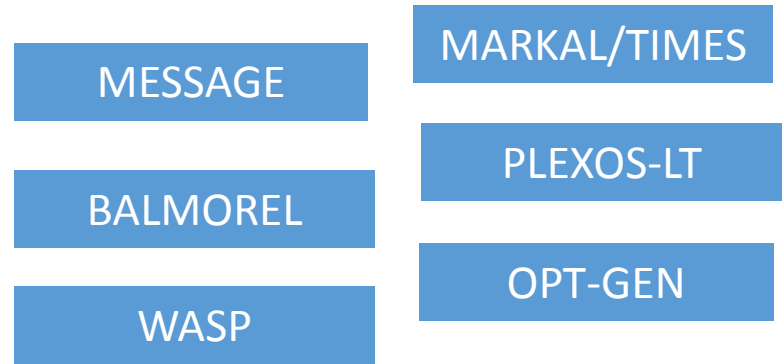 MESSAGE
BALMOREL
WASP
MARKAL/TIMES
PLEXOS-LT
OPT-GEN